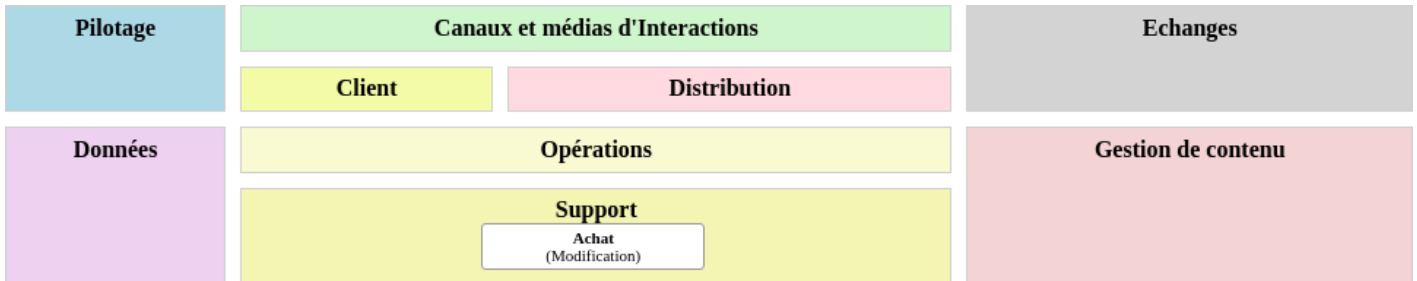 Pilotage
Canaux et médias d'Interactions
Echanges
Client
Distribution
Données
Opérations
Gestion de contenu
Support
Achat
(Modification)